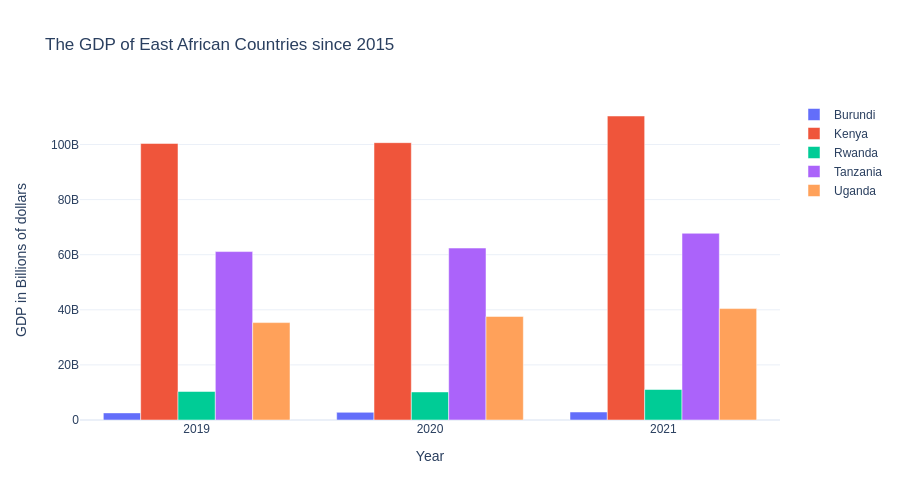 The GDP of East African Countries since 2015
Burundi
Kenya
Rwanda
Tanzania
Uganda
GDP in Billions of dollars
100B
80B
60B
40B
20B
0
2019
2020
2021
Year